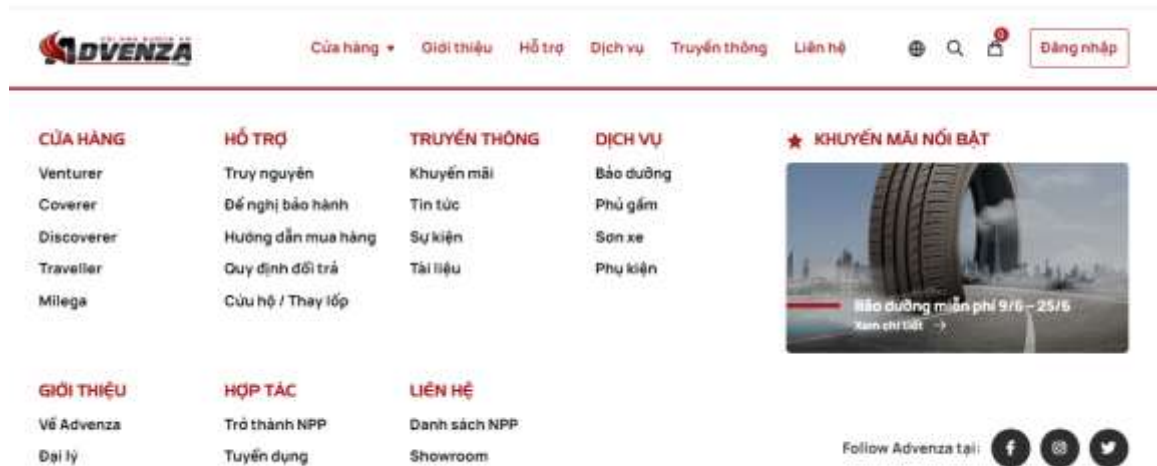 ADVENZA
Cửa hàng
Giới thiệu
Hỗ trợ
Dịch vụ
Truyền thông
Liên hệ
0
Đăng nhập
CỬA HÀNG
Venturer
Coverer
Discoverer
Traveller
Milega
HỖ TRỢ
Truy nguyên
Đề nghị bảo hành
Hướng dẫn mua hàng
Quy định đổi trả
Cứu hộ / Thay lốp
TRUYỀN THÔNG
Khuyến mãi
Tin tức
Sự kiện
Tài liệu
DỊCH VỤ
Bảo dưỡng
Phủ gầm
Sơn xe
Phụ kiện
KHUYẾN MÃI NỔI BẬT
Bảo dưỡng miễn phí 9/6 – 25/6
Xem chi tiết →
GIỚI THIỆU
Về Advenza
Đại lý
HỢP TÁC
Trở thành NPP
Tuyển dụng
LIÊN HỆ
Danh sách NPP
Showroom
Follow Advenza tại: